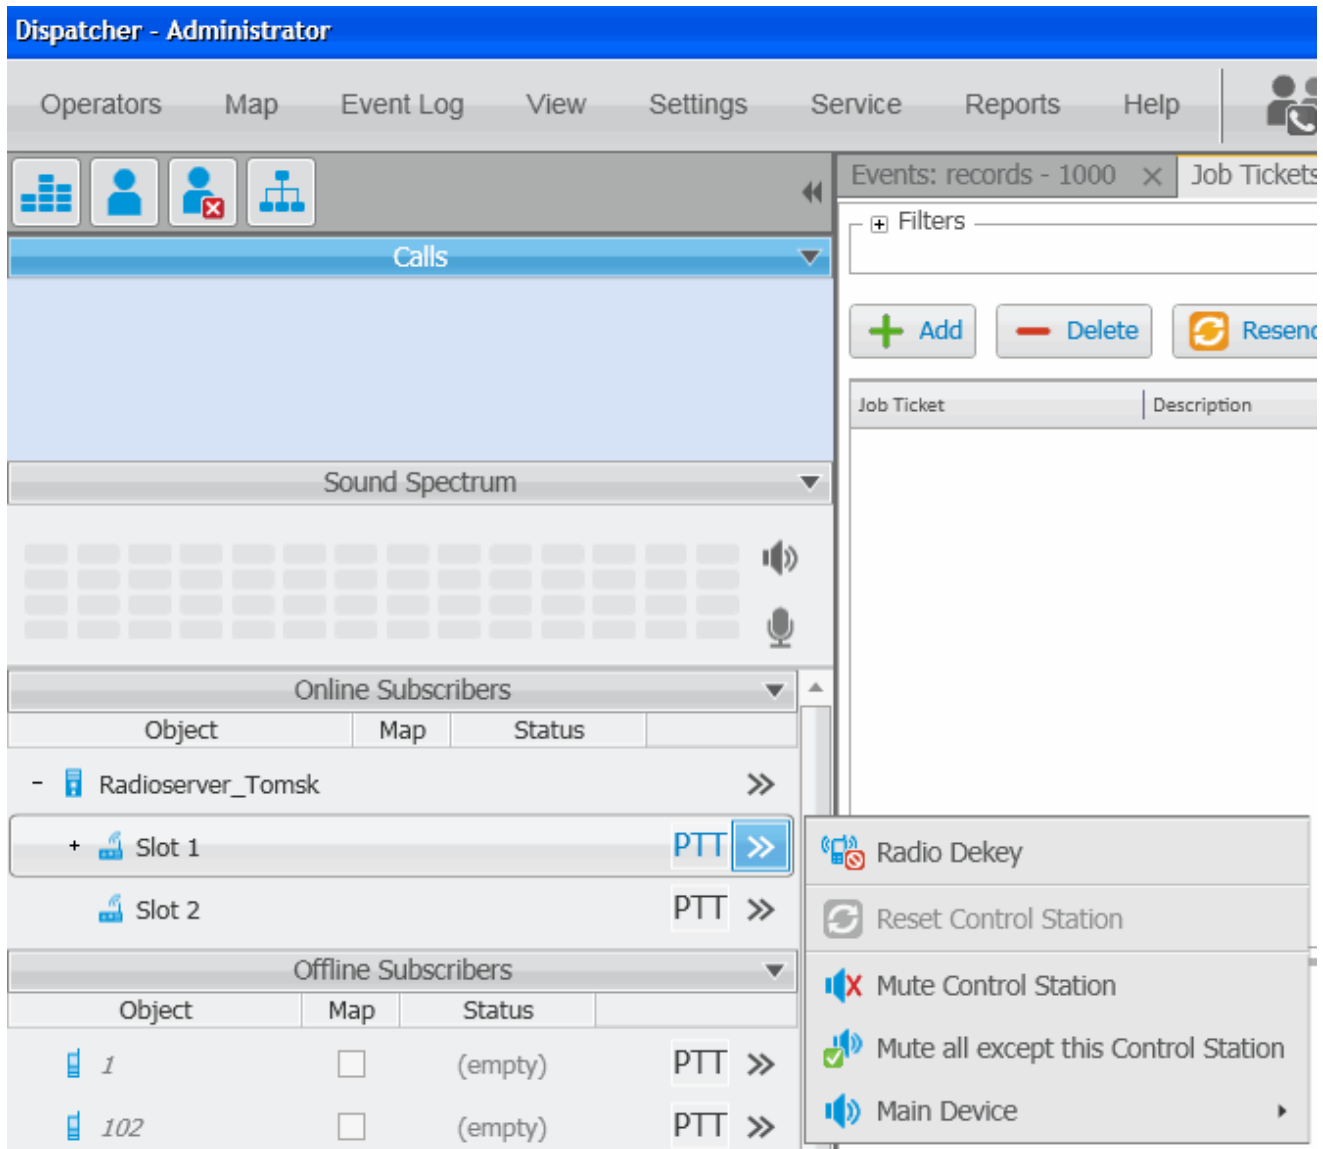 Dispatcher - Administrator
Operators Map Event Log View Settings Service Reports Help
Events: records - 1000 Job Tickets
Filters
Calls
Add Delete Resend
Job Ticket Description
Sound Spectrum
Online Subscribers
Object Map Status
Radioserver_Tomsk
Slot 1 PTT
Slot 2 PTT
Radio Dekey
Reset Control Station
Mute Control Station
Mute all except this Control Station
Main Device
Offline Subscribers
Object Map Status
1 (empty) PTT
102 (empty) PTT